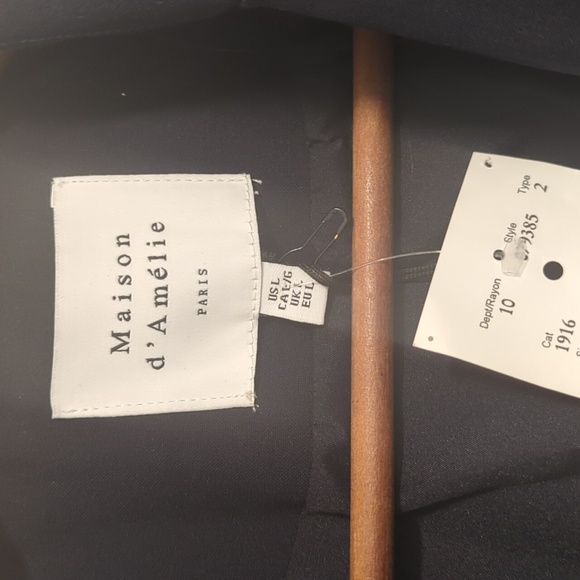 Maison
d'Amélie
PARIS
US L
CA L/G
UK L
EU L
Dept/Rayon
Style
Type
10
2
Cat
1916